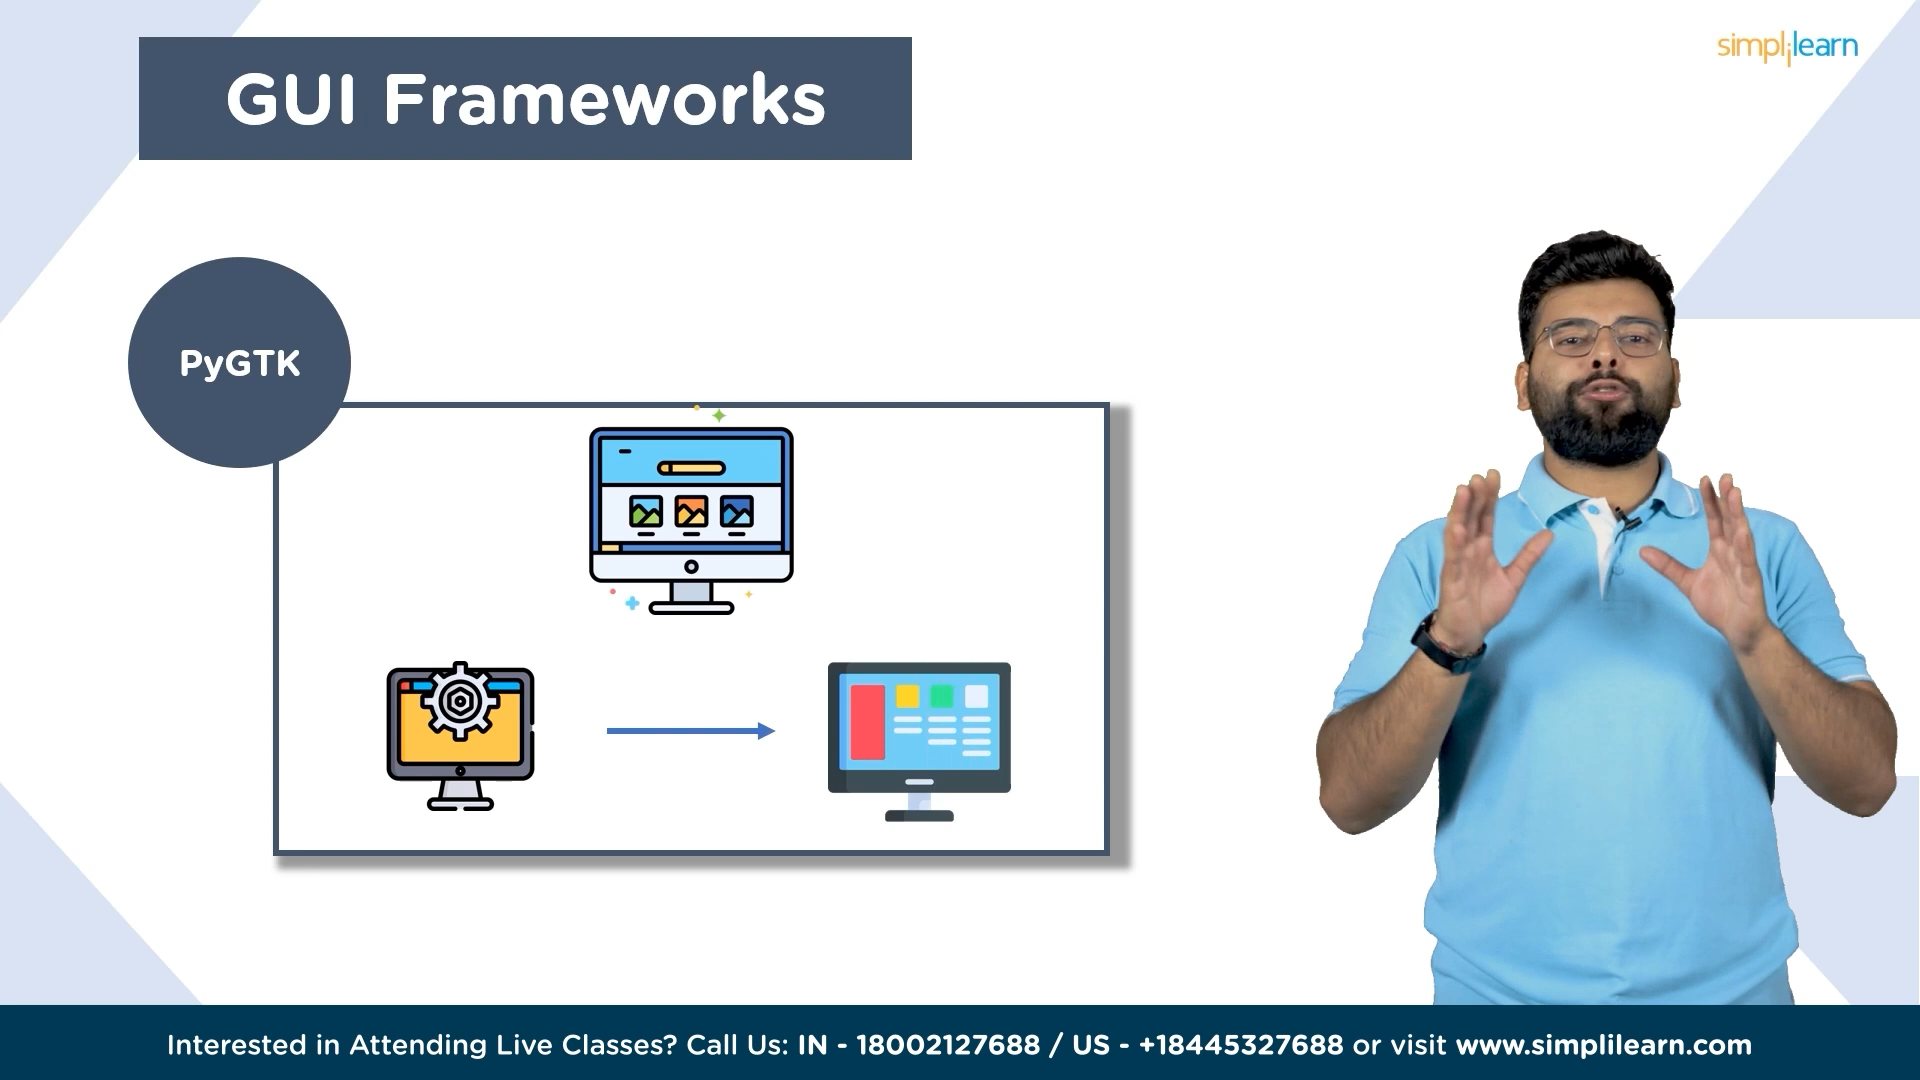 GUI Frameworks
simplilearn
PyGTK
Interested in Attending Live Classes? Call Us: IN - 18002127688 / US - +18445327688 or visit www.simplilearn.com